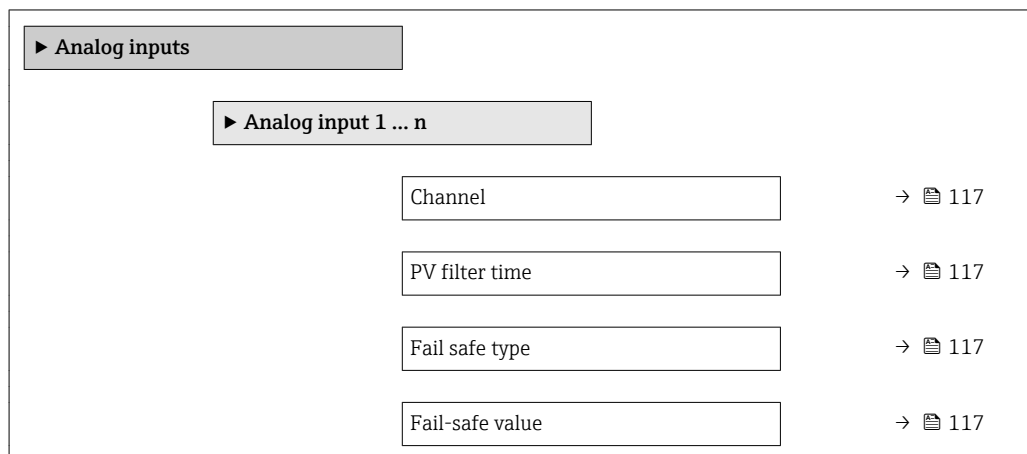 ▶ Analog inputs
▶ Analog input 1 … n
Channel → 117
PV filter time → 117
Fail safe type → 117
Fail-safe value → 117